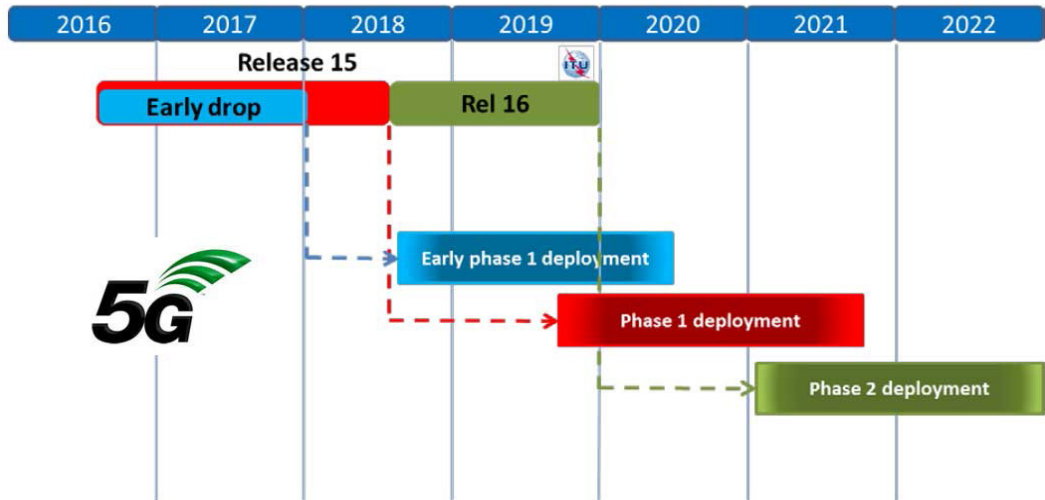 2016 2017 2018 2019 2020 2021 2022
Release 15
ITU
Early drop
Rel 16
Early phase 1 deployment
5G
Phase 1 deployment
Phase 2 deployment